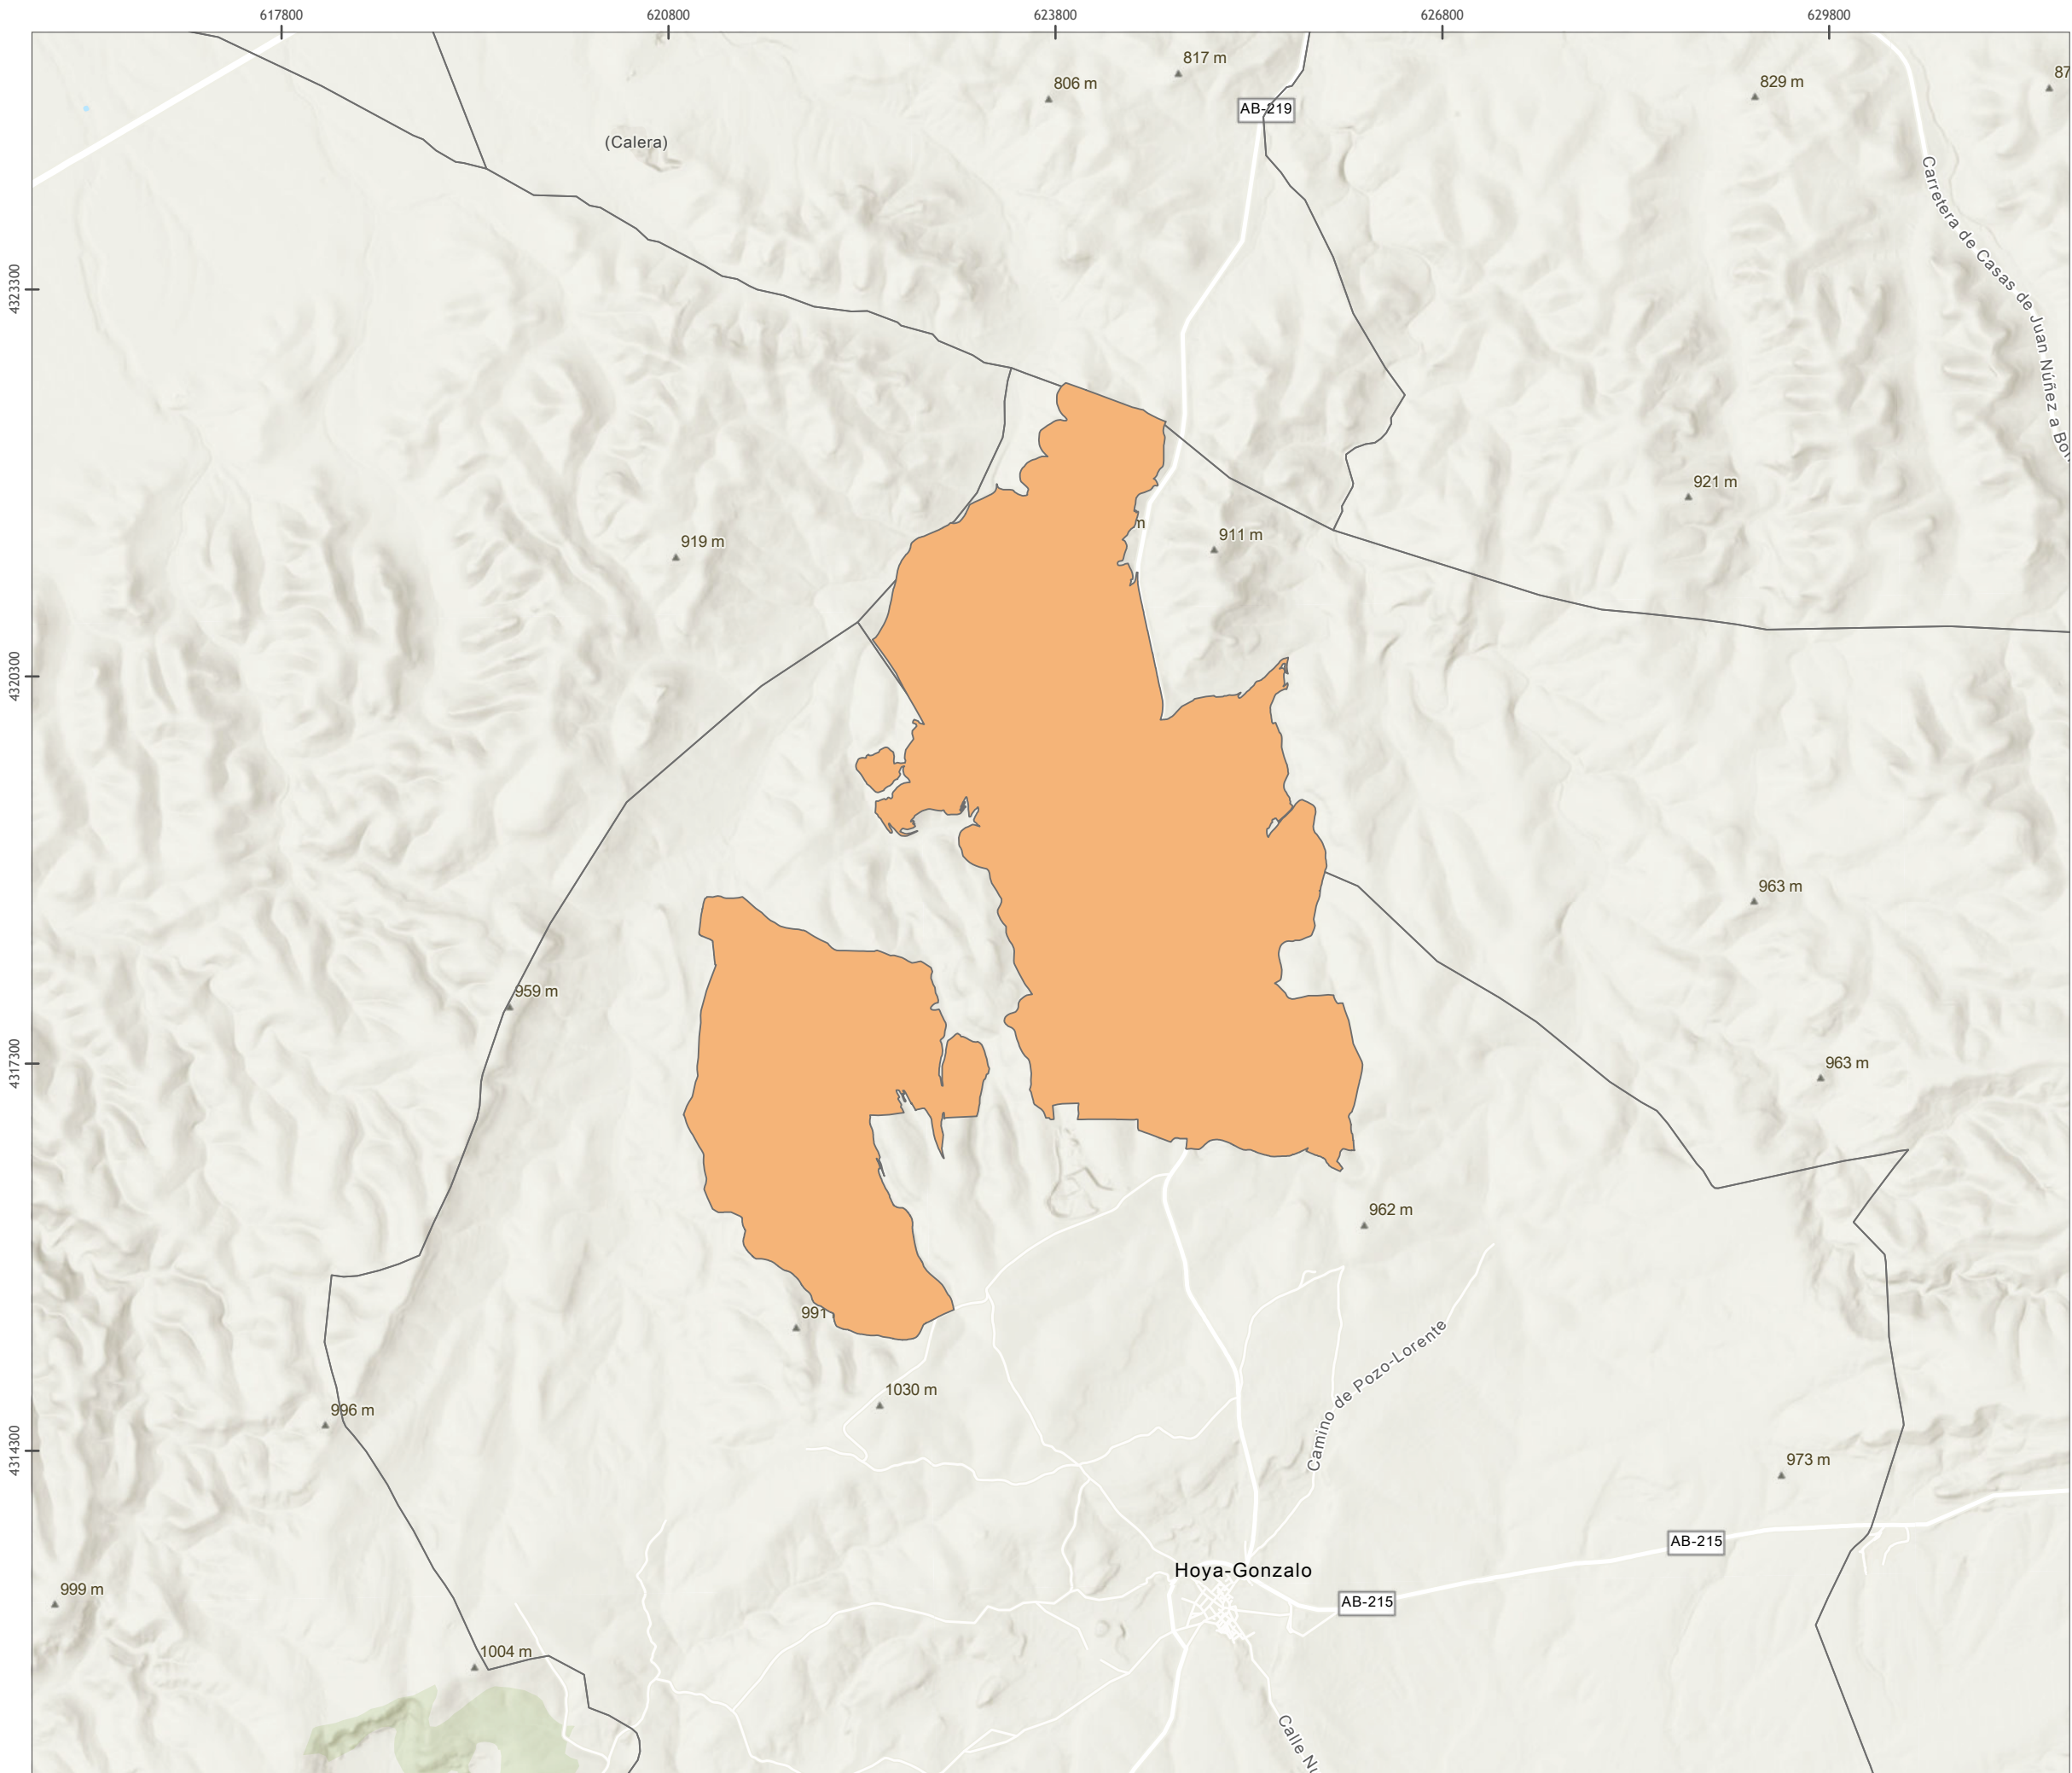 617800 620800 623800 626800 629800
817 m
806 m
829 m
87
AB-219
(Calera)
Carretera de Casas de Juan Núñez a Bon
4323300
921 m
m
911 m
919 m
4320300
963 m
959 m
4317300
963 m
962 m
991
Camino de Pozo-Lorente
1030 m
996 m
4314300
973 m
AB-215
Hoya-Gonzalo
999 m
AB-215
1004 m
Calle Nu